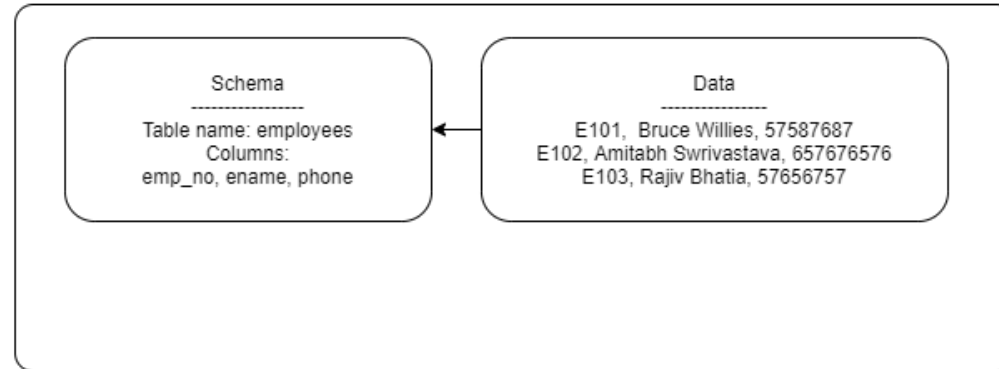 Schema
-----------------
Table name: employees
Columns:
emp_no, ename, phone
Data
----------------
E101,  Bruce Willies, 57587687
E102, Amitabh Swrivastava, 657676576
E103, Rajiv Bhatia, 57656757